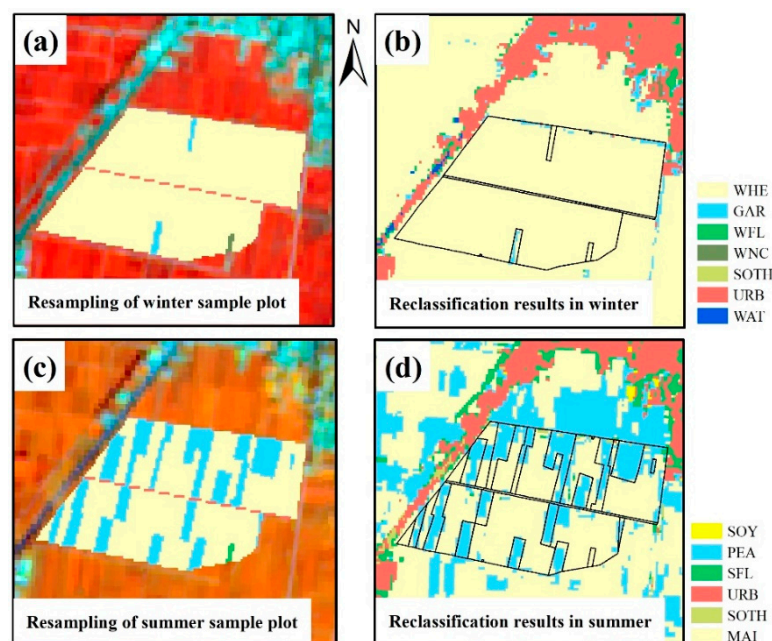 (a)
N
(b)
WHE
GAR
WFL
WNC
SOTH
URB
WAT
Resampling of winter sample plot
Reclassification results in winter
(c)
(d)
SOY
PEA
SFL
URB
SOTH
MAI
Resampling of summer sample plot
Reclassification results in summer